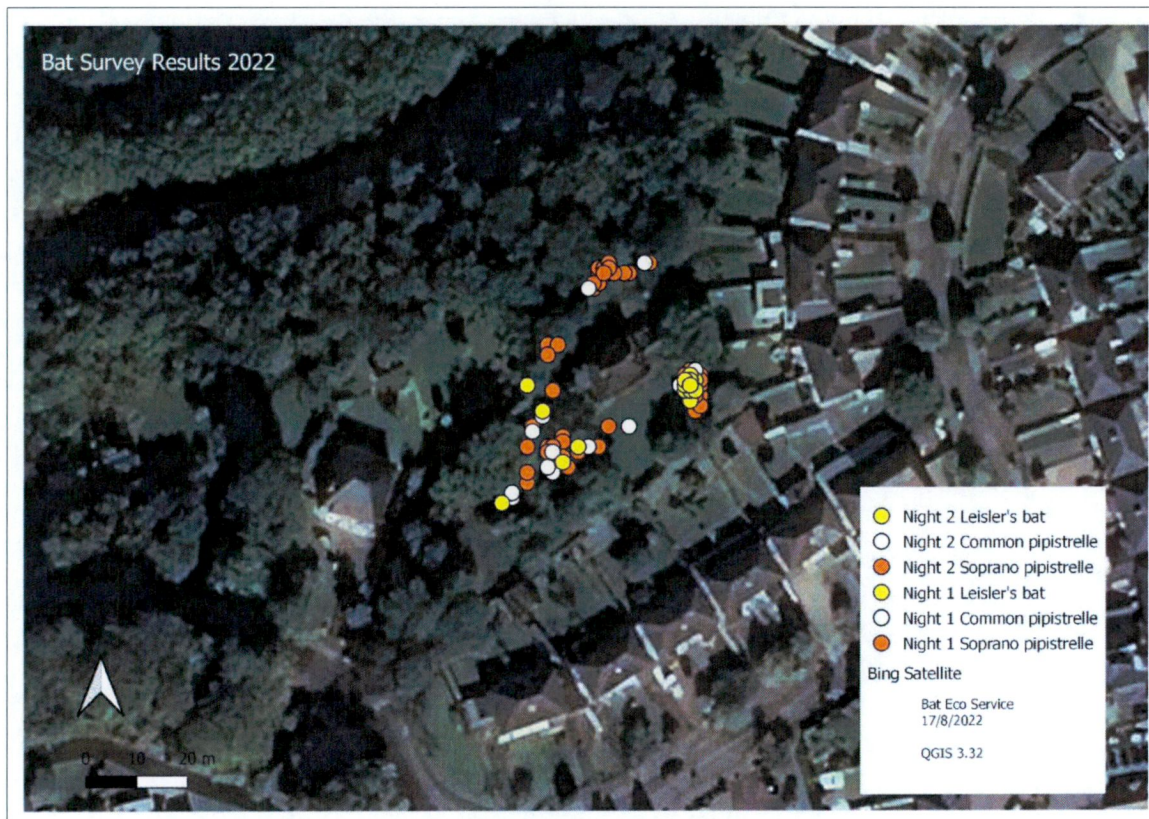 Bat Survey Results 2022
Night 2 Leisler's bat
Night 2 Common pipistrelle
Night 2 Soprano pipistrelle
Night 1 Leisler's bat
Night 1 Common pipistrelle
Night 1 Soprano pipistrelle
Bing Satellite
Bat Eco Service
17/8/2022
QGIS 3.32
0 10 20 m